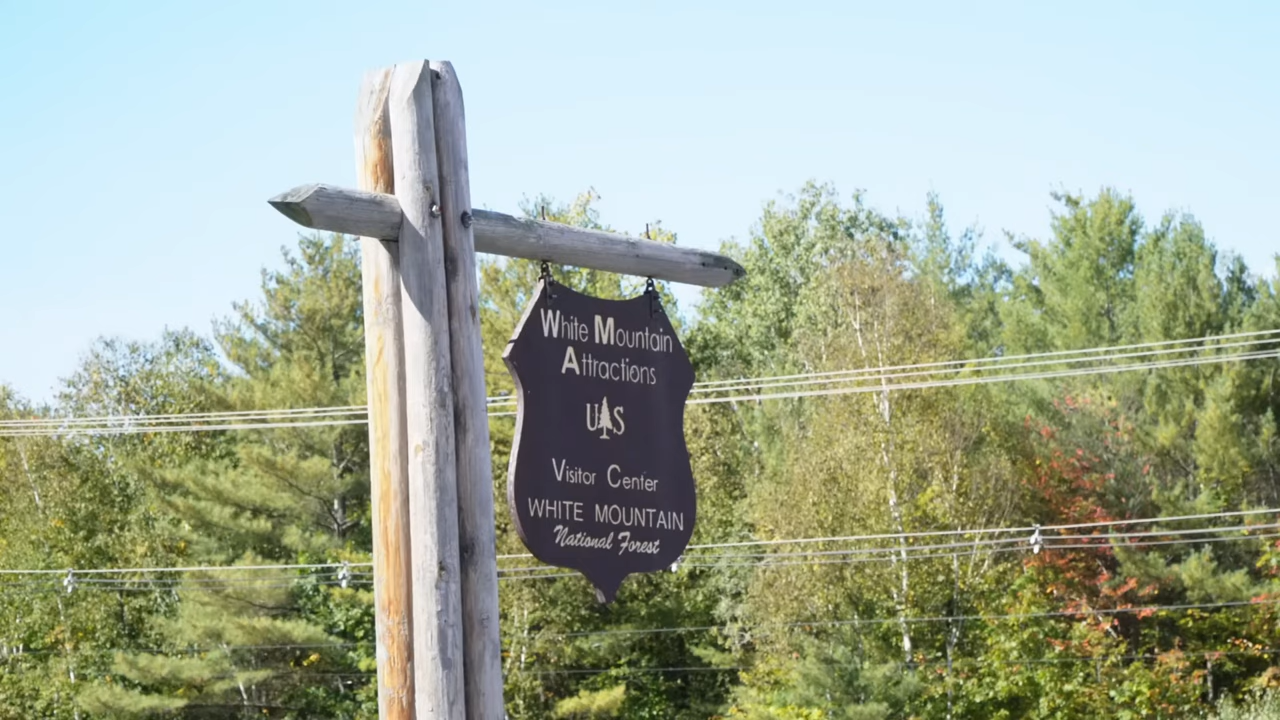 White Mountain
Attractions
US
Visitor Center
WHITE MOUNTAIN
National Forest